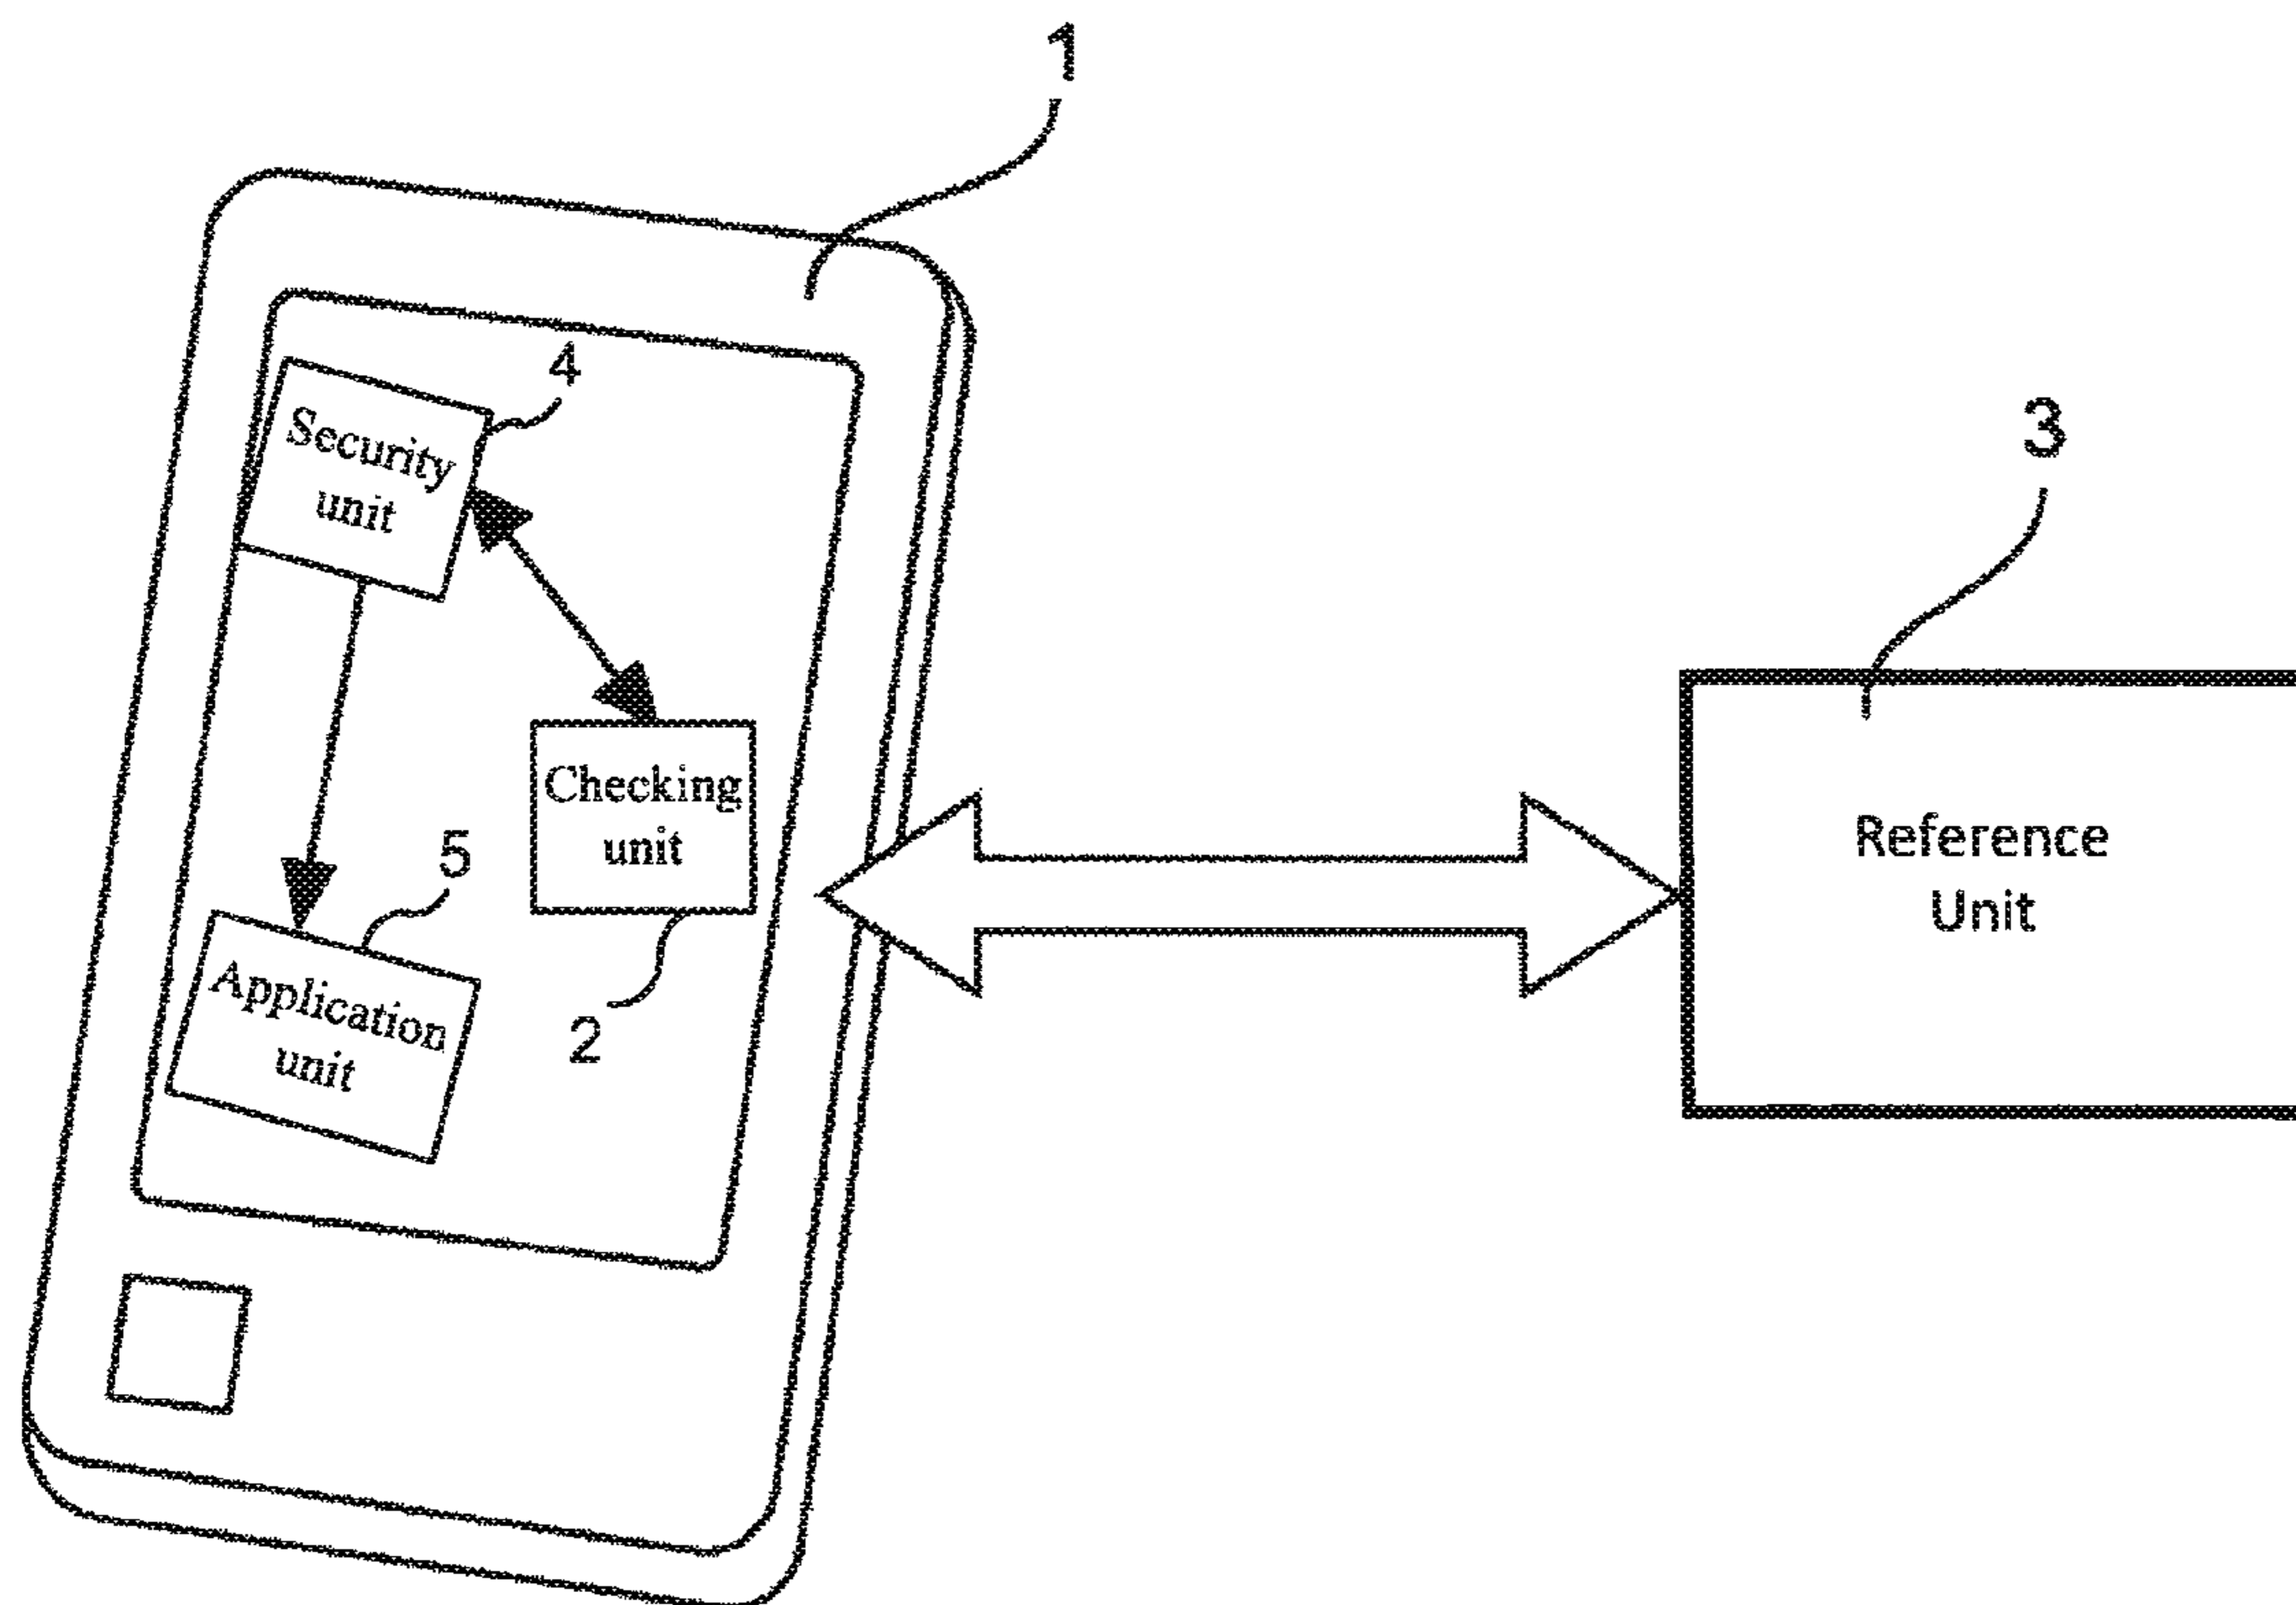 1
4
Security
unit
3
Checking
unit
5
Reference
Unit
Application
unit
2